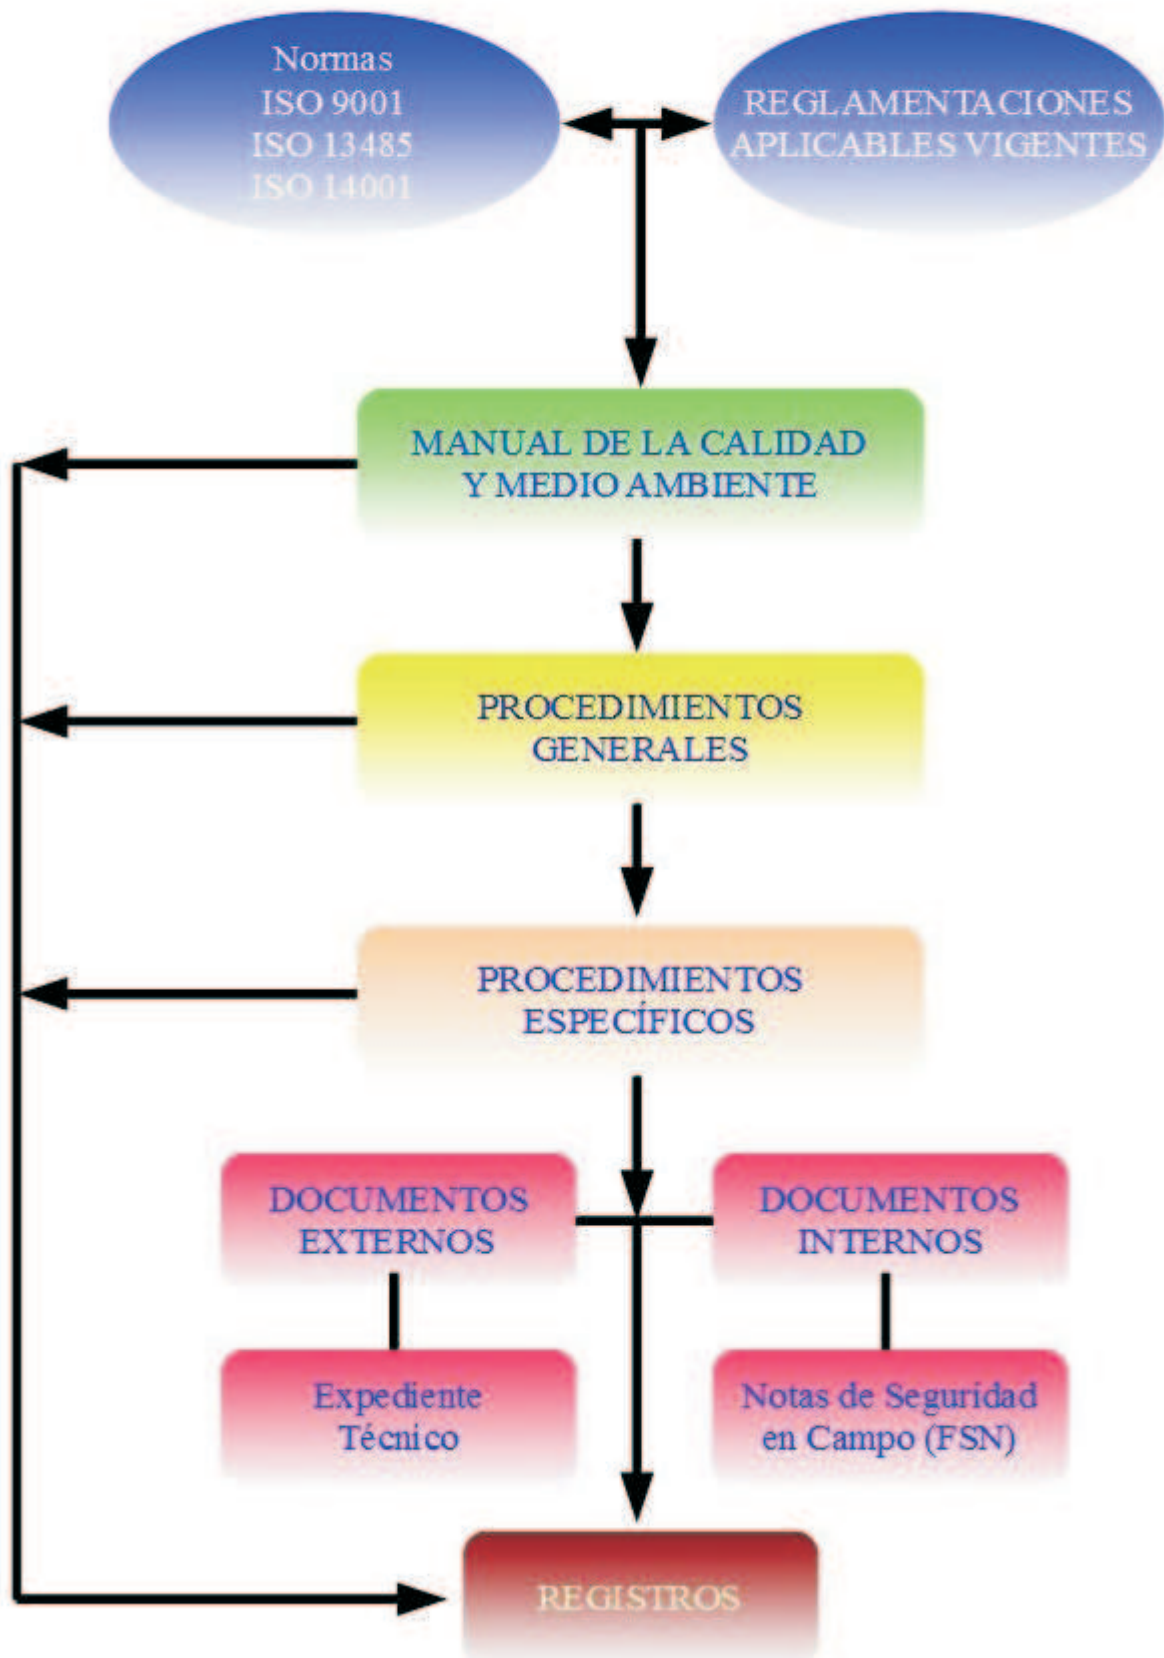 Normas
ISO 9001
ISO 13485
ISO 14001
REGLAMENTACIONES
APLICABLES VIGENTES
MANUAL DE LA CALIDAD
Y MEDIO AMBIENTE
PROCEDIMIENTOS
GENERALES
PROCEDIMIENTOS
ESPECÍFICOS
DOCUMENTOS
EXTERNOS
DOCUMENTOS
INTERNOS
Expediente
Técnico
Notas de Seguridad
en Campo (FSN)
REGISTROS